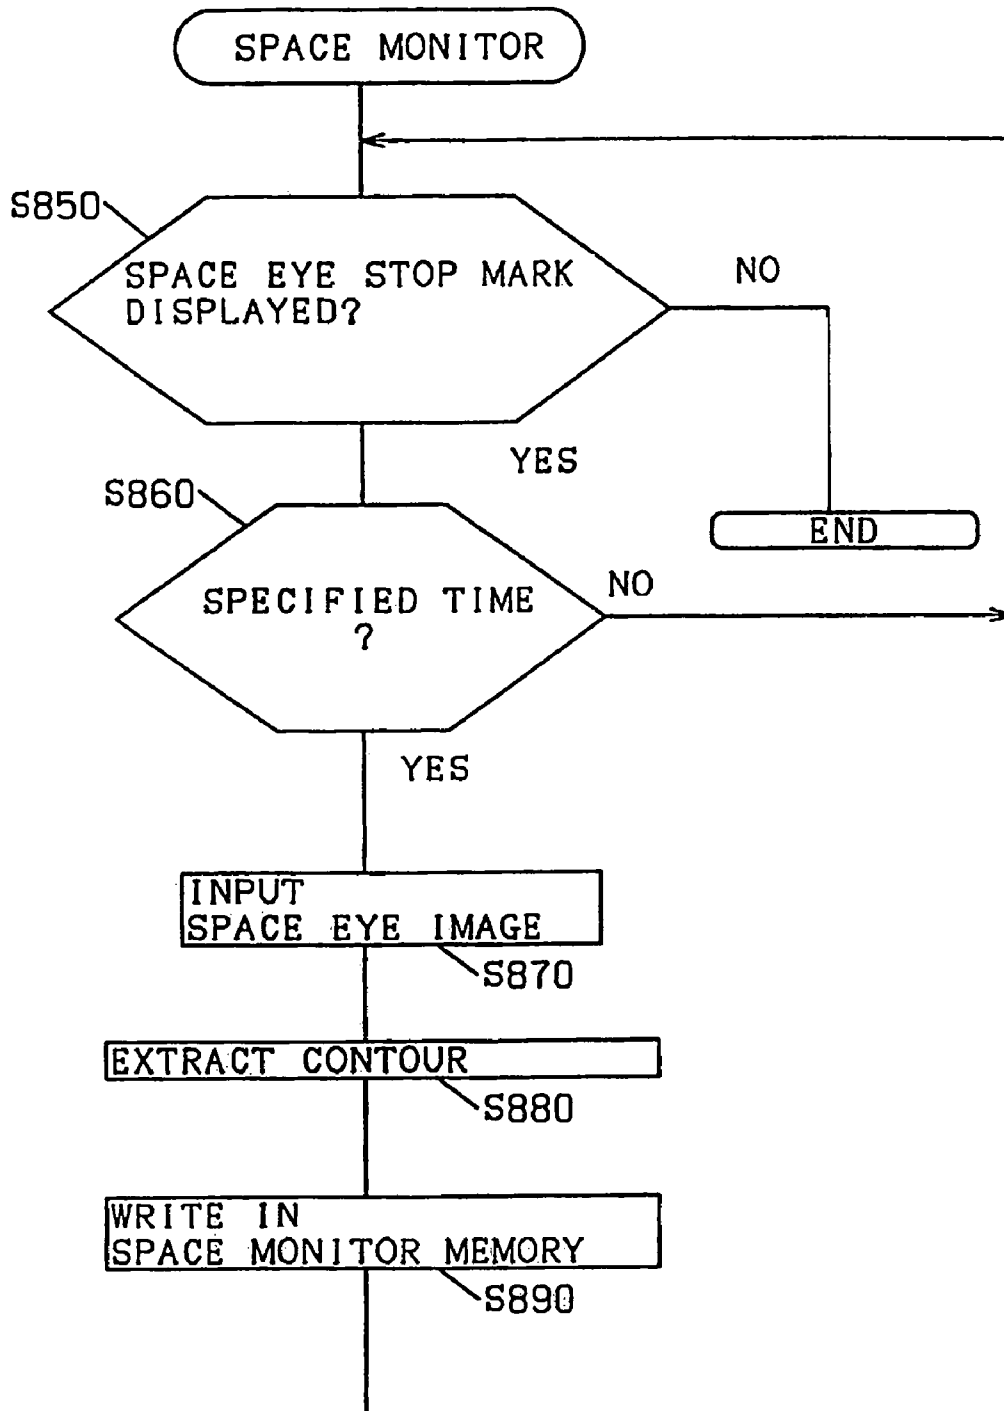 SPACE MONITOR
S850
SPACE EYE STOP MARK
DISPLAYED?
NO
YES
S860
END
SPECIFIED TIME
?
NO
YES
INPUT
SPACE EYE IMAGE
S870
EXTRACT CONTOUR
S880
WRITE IN
SPACE MONITOR MEMORY
S890